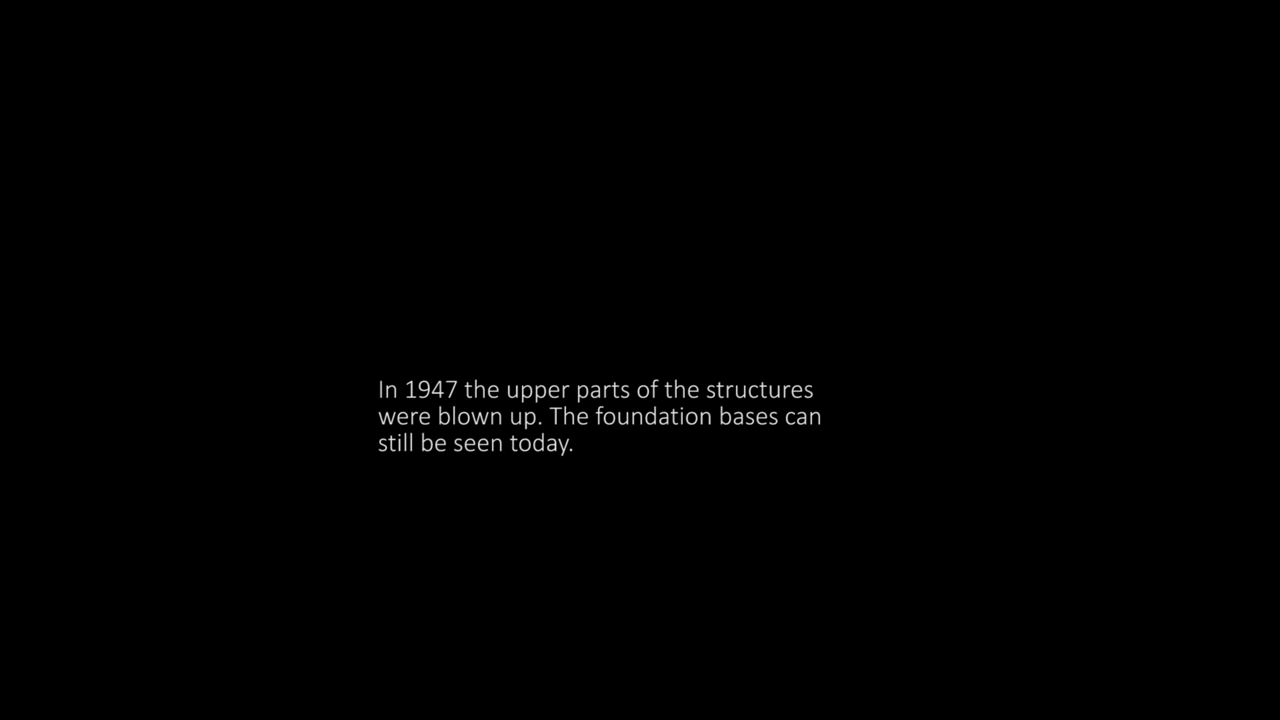 In 1947 the upper parts of the structures
were blown up. The foundation bases can
still be seen today.